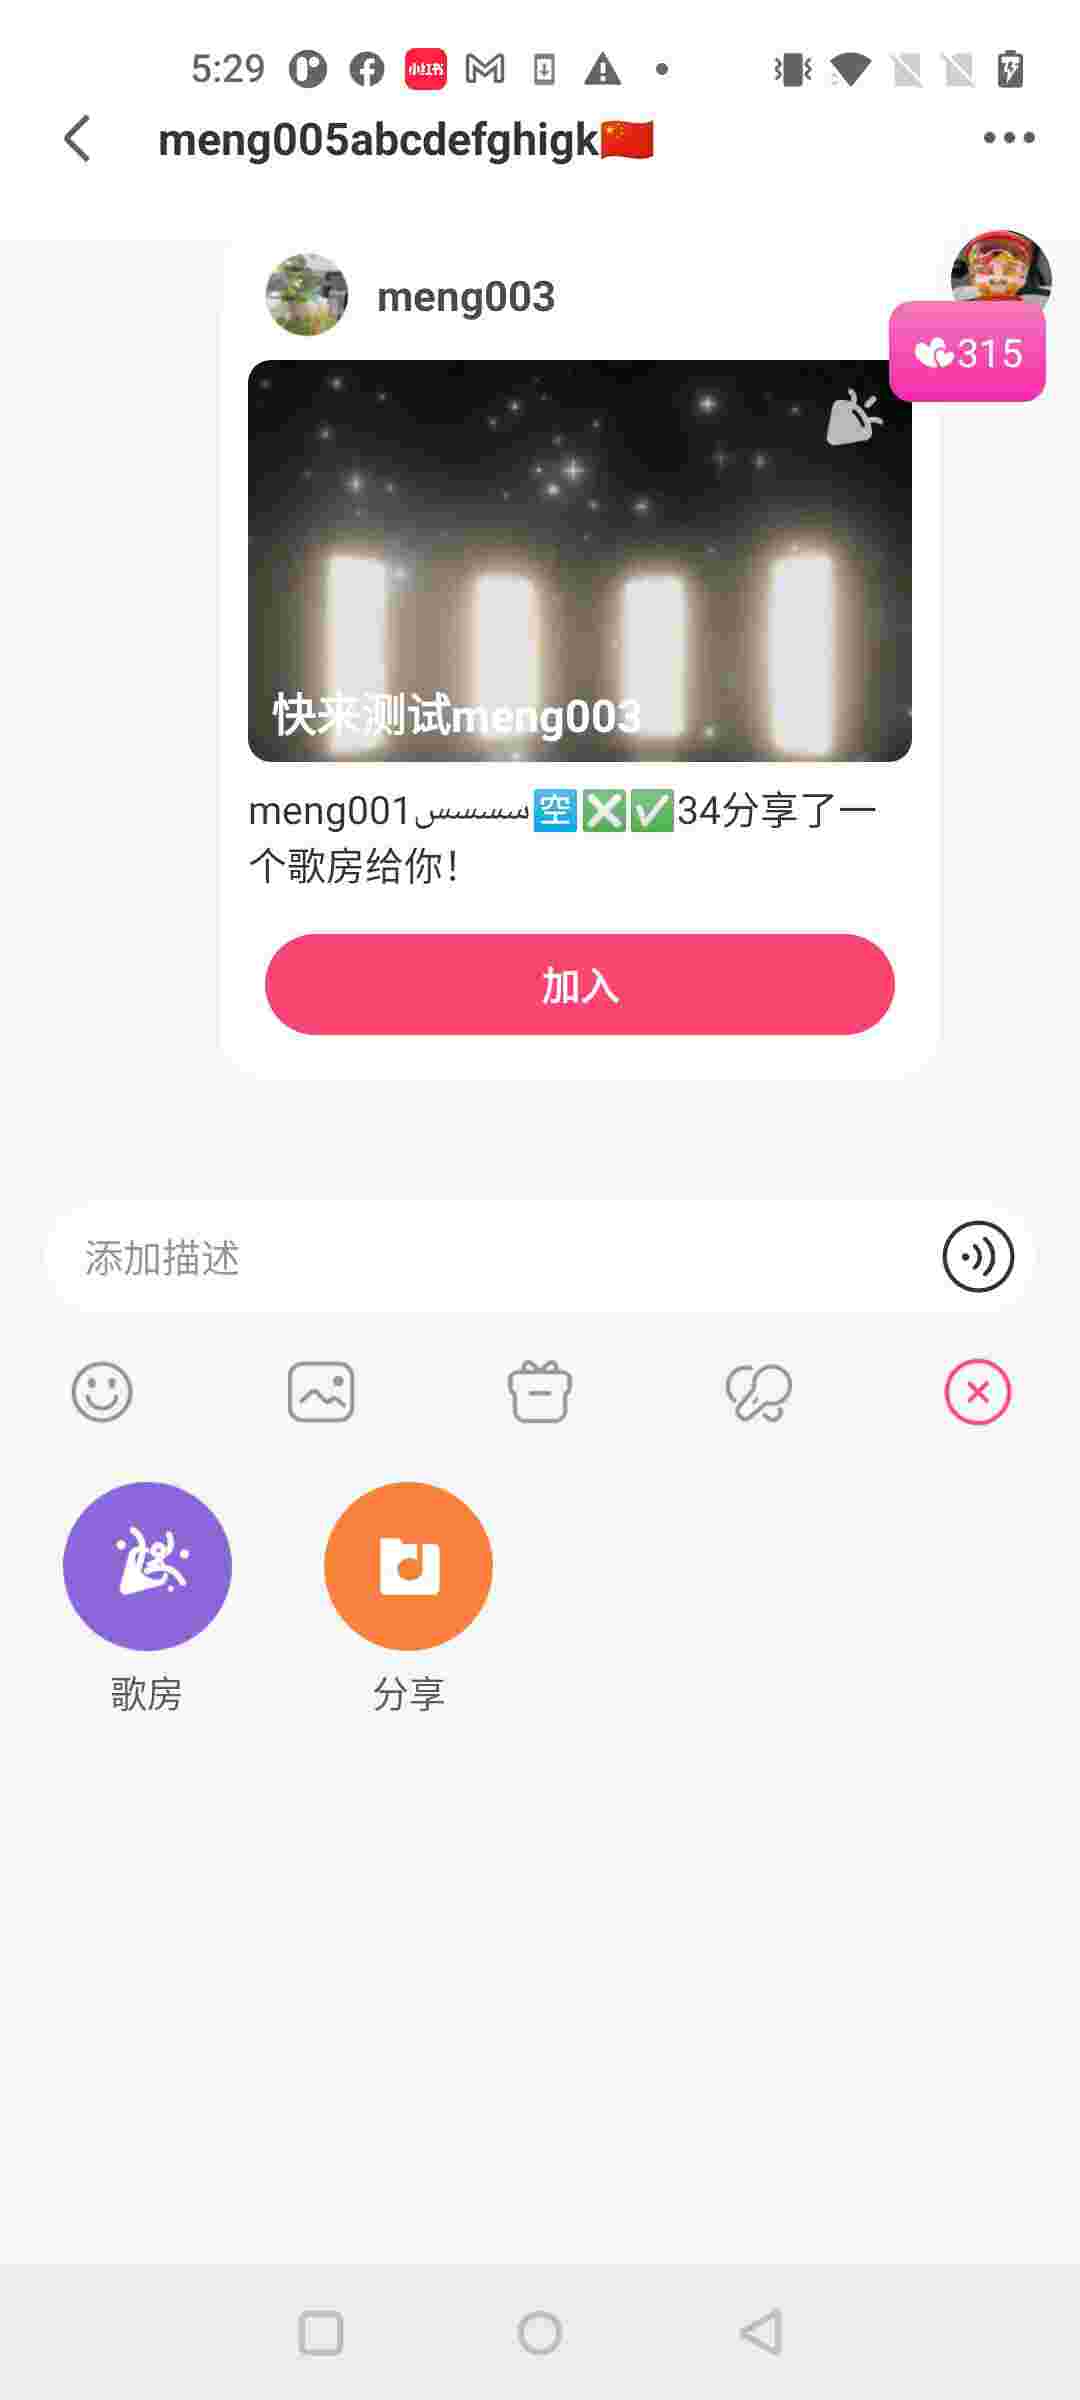 5:29 小红书
meng005abcdefghigk🇨🇳
meng003
315
快来测试meng003
meng001سسسس🈳❎✅34分享了一
个歌房给你！
加入
添加描述
歌房
分享